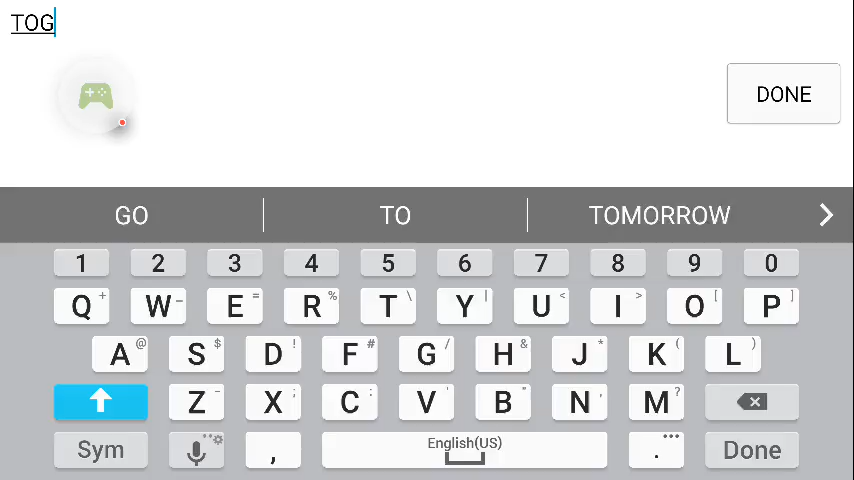 TOG
DONE
GO TO TOMORROW
1 2 3 4 5 6 7 8 9 0
Q + W - E = R % T \ Y | U < I > O [ P ]
A @ S $ D ! F # G / H & J * K ( L )
Z - X ; C : V ' B " N , M ?
Sym , English(US) . ... Done